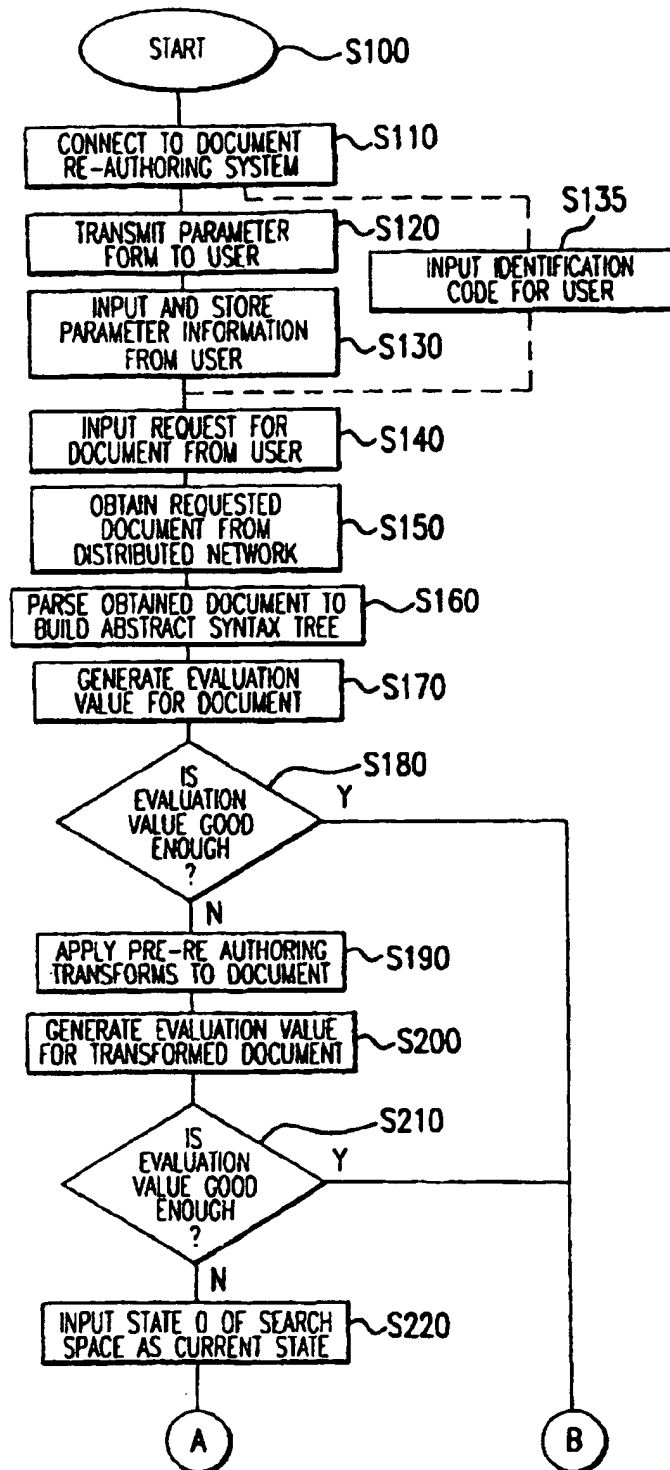 START
S100
CONNECT TO DOCUMENT
RE-AUTHORING SYSTEM
S110
TRANSMIT PARAMETER
FORM TO USER
S120
S135
INPUT IDENTIFICATION
CODE FOR USER
INPUT AND STORE
PARAMETER INFORMATION
FROM USER
S130
INPUT REQUEST FOR
DOCUMENT FROM USER
S140
OBTAIN REQUESTED
DOCUMENT FROM
DISTRIBUTED NETWORK
S150
PARSE OBTAINED DOCUMENT TO
BUILD ABSTRACT SYNTAX TREE
S160
GENERATE EVALUATION
VALUE FOR DOCUMENT
S170
IS
EVALUATION
VALUE GOOD
ENOUGH
?
S180
Y
N
APPLY PRE-RE AUTHORING
TRANSFORMS TO DOCUMENT
S190
GENERATE EVALUATION VALUE
FOR TRANSFORMED DOCUMENT
S200
IS
EVALUATION
VALUE GOOD
ENOUGH
?
S210
Y
N
INPUT STATE 0 OF SEARCH
SPACE AS CURRENT STATE
S220
A
B